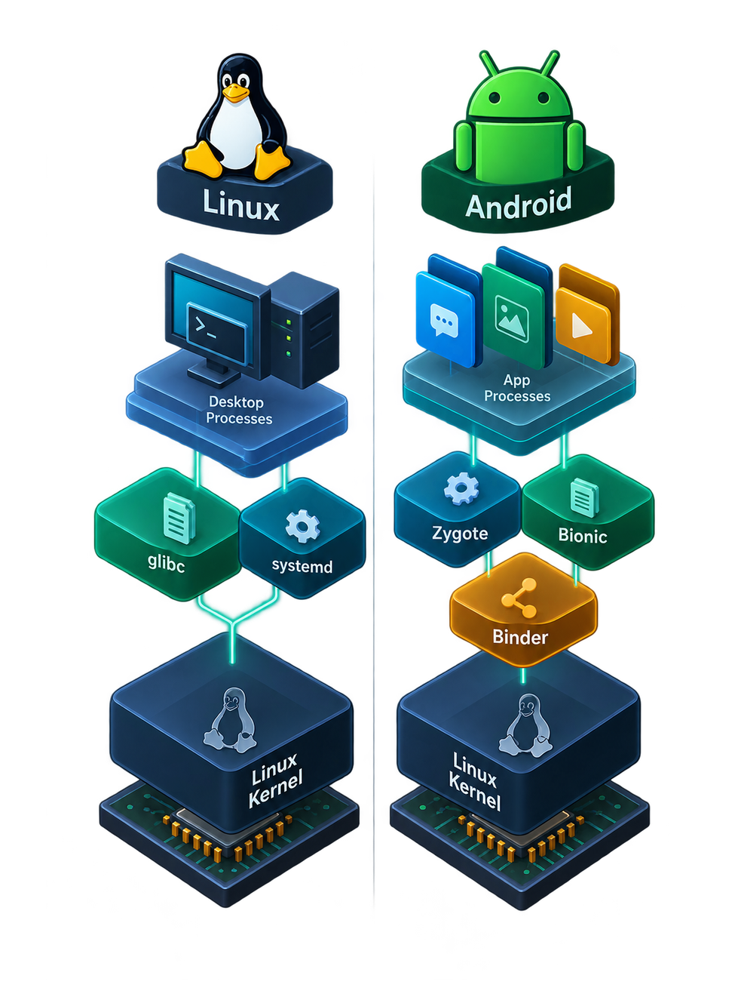 Linux
Desktop
Processes
glibc
systemd
Linux
Kernel
Android
App
Processes
Zygote
Bionic
Binder
Linux
Kernel